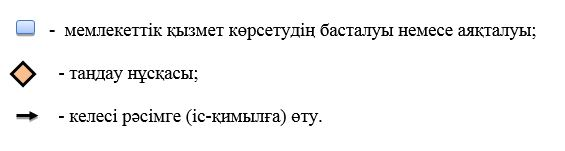 - мемлекеттік қызмет көрсетудің басталуы немесе аяқталуы;
- таңдау нұсқасы;
- келесі рәсімге (іс-қимылға) өту.